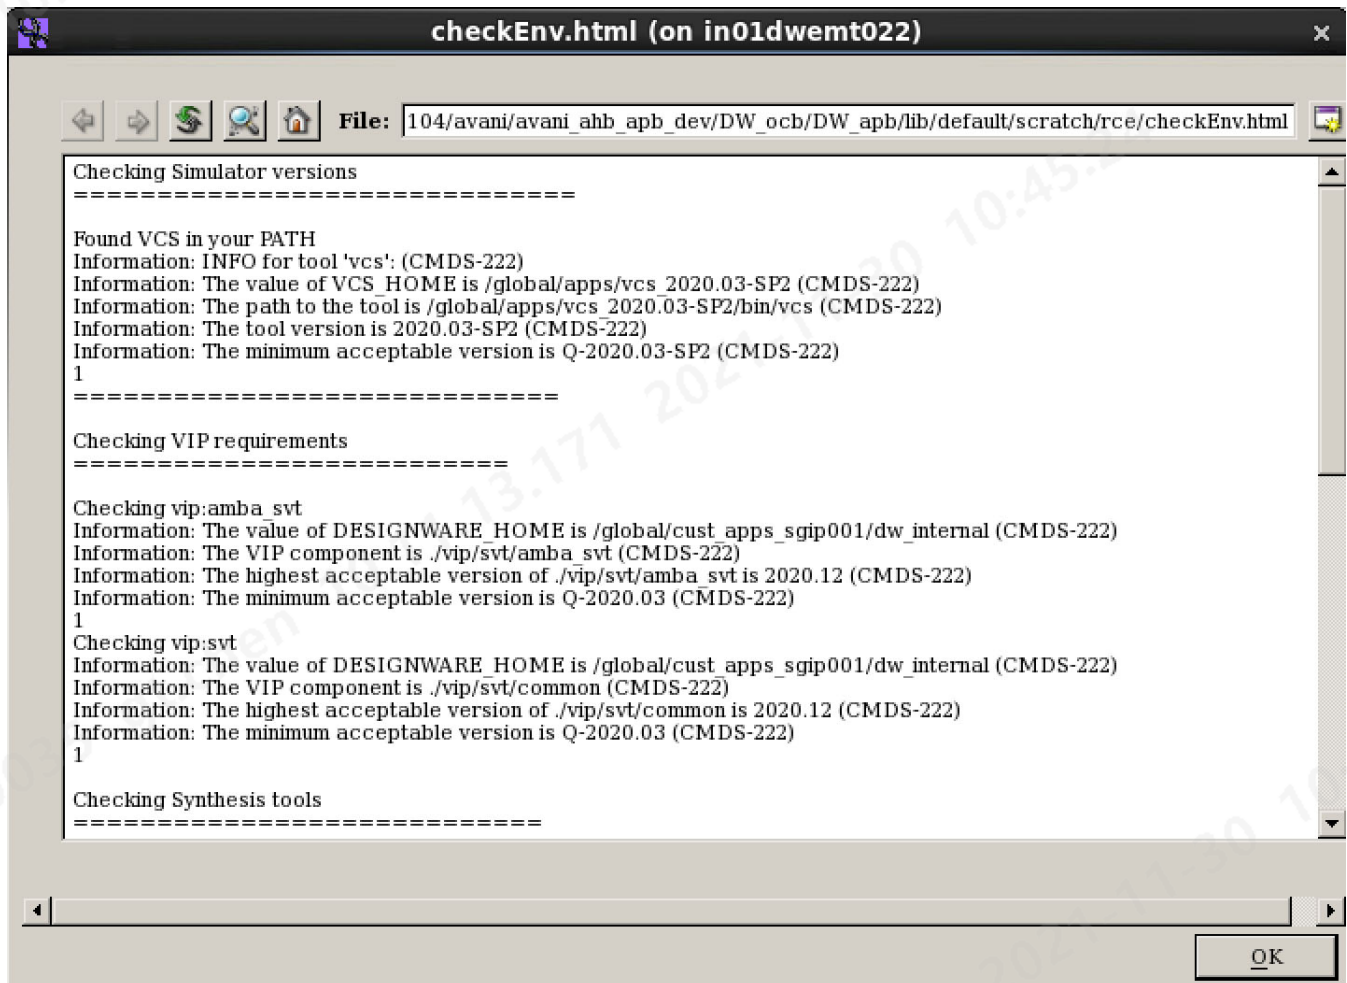 checkEnv.html (on in01dwemt022)
File: 104/avani/avani_ahb_apb_dev/DW_ocb/DW_apb/lib/default/scratch/rce/checkEnv.html
Checking Simulator versions
==============================
Found VCS in your PATH
Information: INFO for tool 'vcs': (CMDS-222)
Information: The value of VCS_HOME is /global/apps/vcs_2020.03-SP2 (CMDS-222)
Information: The path to the tool is /global/apps/vcs_2020.03-SP2/bin/vcs (CMDS-222)
Information: The tool version is 2020.03-SP2 (CMDS-222)
Information: The minimum acceptable version is Q-2020.03-SP2 (CMDS-222)
1
=============================
Checking VIP requirements
==========================
Checking vip:amba_svt
Information: The value of DESIGNWARE_HOME is /global/cust_apps_sgip001/dw_internal (CMDS-222)
Information: The VIP component is ./vip/svt/amba_svt (CMDS-222)
Information: The highest acceptable version of ./vip/svt/amba_svt is 2020.12 (CMDS-222)
Information: The minimum acceptable version is Q-2020.03 (CMDS-222)
1
Checking vip:svt
Information: The value of DESIGNWARE_HOME is /global/cust_apps_sgip001/dw_internal (CMDS-222)
Information: The VIP component is ./vip/svt/common (CMDS-222)
Information: The highest acceptable version of ./vip/svt/common is 2020.12 (CMDS-222)
Information: The minimum acceptable version is Q-2020.03 (CMDS-222)
1
Checking Synthesis tools
============================
OK